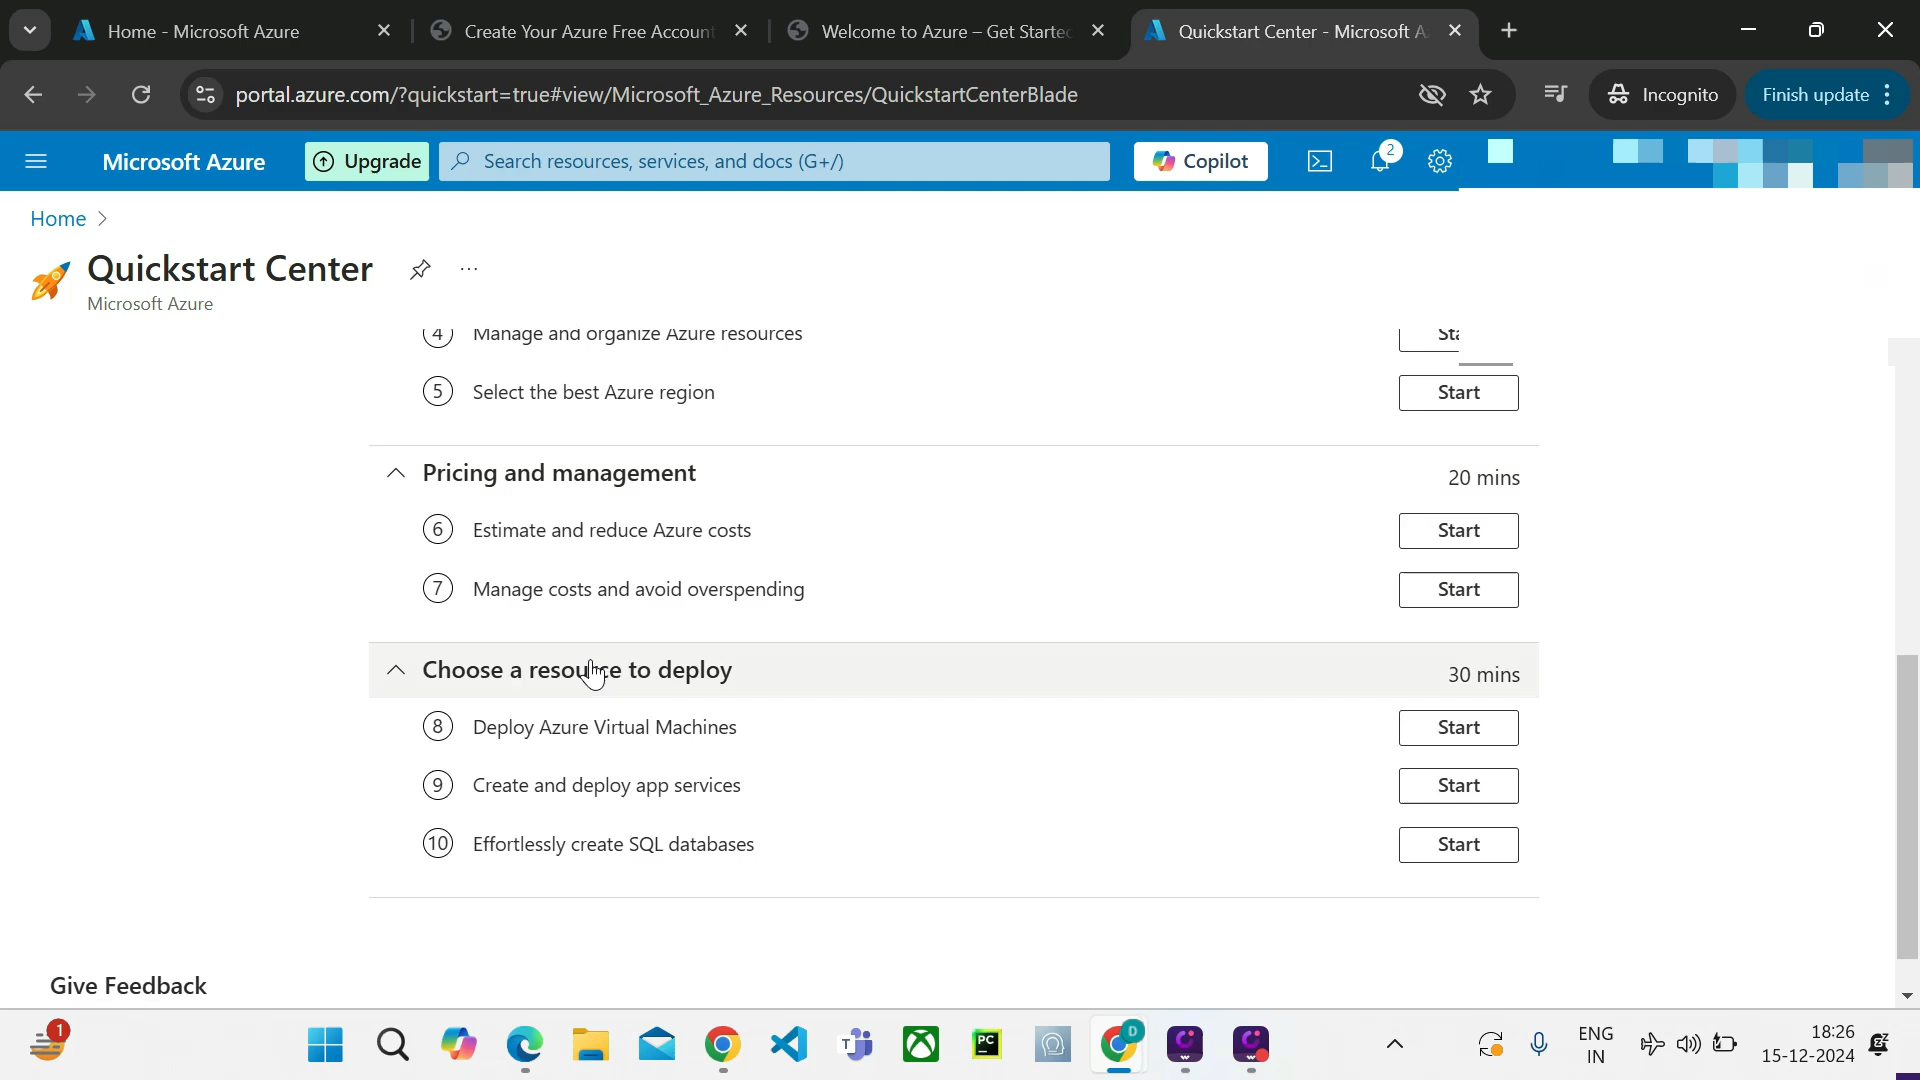 Home - Microsoft Azure
Create Your Azure Free Account
Welcome to Azure – Get Started
Quickstart Center - Microsoft A
portal.azure.com/?quickstart=true#view/Microsoft_Azure_Resources/QuickstartCenterBlade
Incognito
Finish update
Microsoft Azure
Upgrade
Search resources, services, and docs (G+/)
Copilot
2
Home
Quickstart Center
Microsoft Azure
4 Manage and organize Azure resources
5 Select the best Azure region Start
Pricing and management 20 mins
6 Estimate and reduce Azure costs Start
7 Manage costs and avoid overspending Start
Choose a resource to deploy 30 mins
8 Deploy Azure Virtual Machines Start
9 Create and deploy app services Start
10 Effortlessly create SQL databases Start
Give Feedback
1
T
PC
D
ENG
IN
18:26
15-12-2024